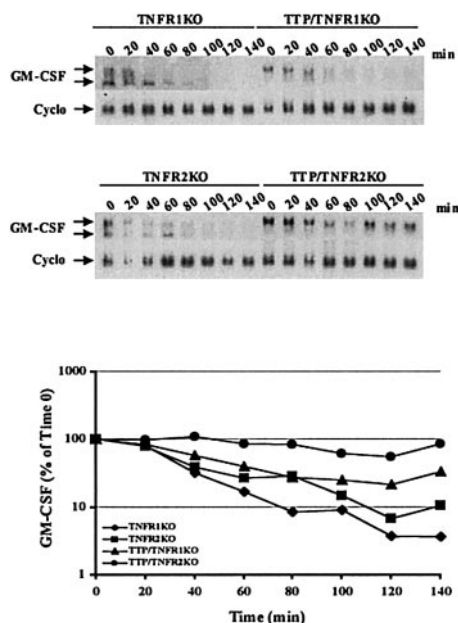 TNFR1KO TTP/TNFR1KO
0 20 40 60 80 100 120 140 0 20 40 60 80 100 120 140 min
GM-CSF
Cyclo
TNFR2KO TTP/TNFR2KO
0 20 40 60 80 100 120 140 0 20 40 60 80 100 120 140 min
GM-CSF
Cyclo
GM-CSF (% of Time 0)
1000
100
10
1
TNFR1KO
TNFR2KO
TTP/TNFR1KO
TTP/TNFR2KO
0 20 40 60 80 100 120 140
Time (min)